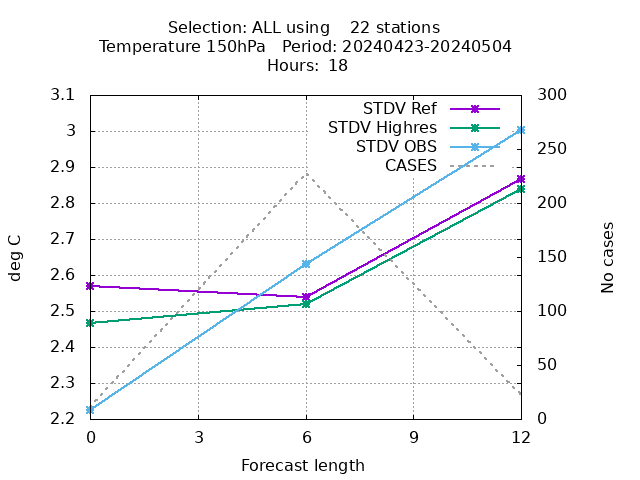 Selection: ALL using    22 stations
Temperature 150hPa   Period: 20240423-20240504
Hours:  18
3.1
3
2.9
2.8
2.7
2.6
2.5
2.4
2.3
2.2
deg C
STDV Ref
STDV Highres
STDV OBS
CASES
300
250
200
150
100
50
0
No cases
0 3 6 9 12
Forecast length